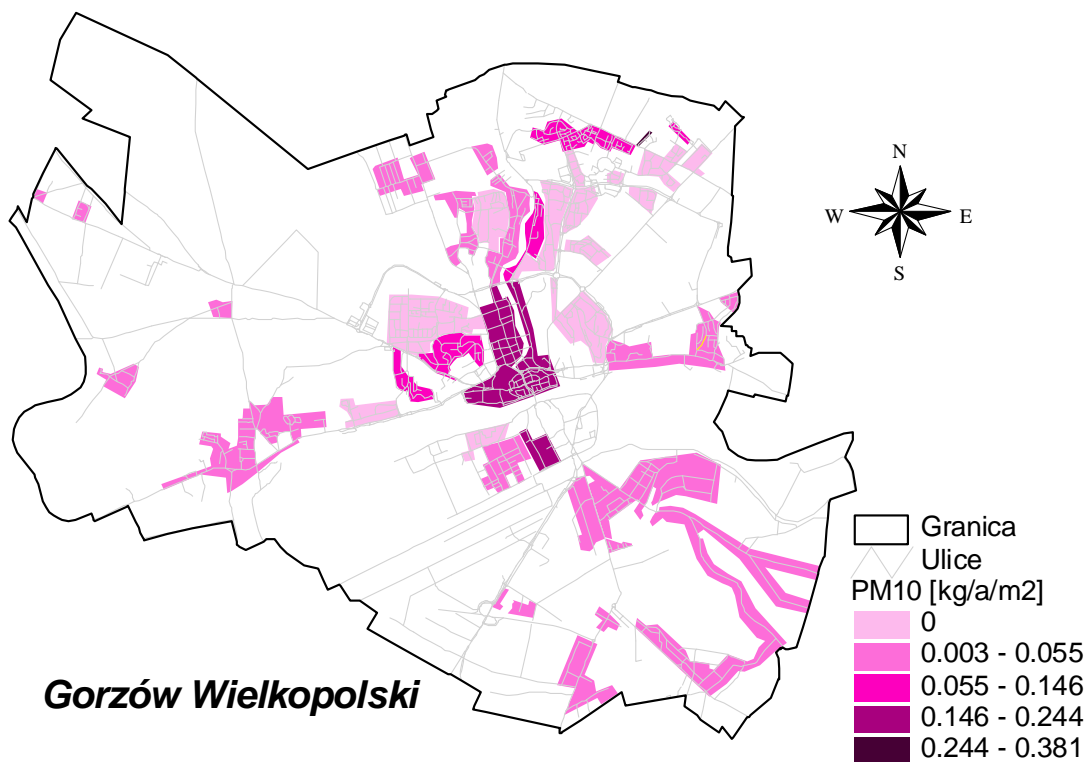 N
W E
S
Granica
Ulice
PM10 [kg/a/m2]
0
0.003 - 0.055
0.055 - 0.146
0.146 - 0.244
0.244 - 0.381
Gorzów Wielkopolski